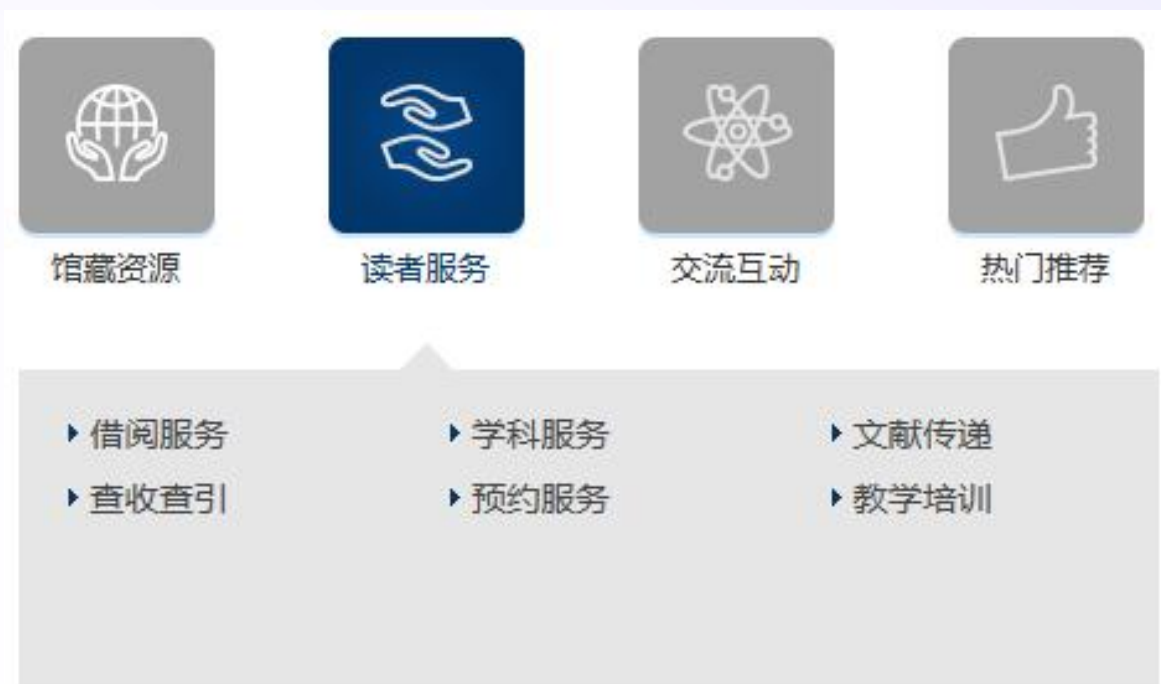 馆藏资源 读者服务 交流互动 热门推荐
借阅服务 学科服务 文献传递
查收查引 预约服务 教学培训